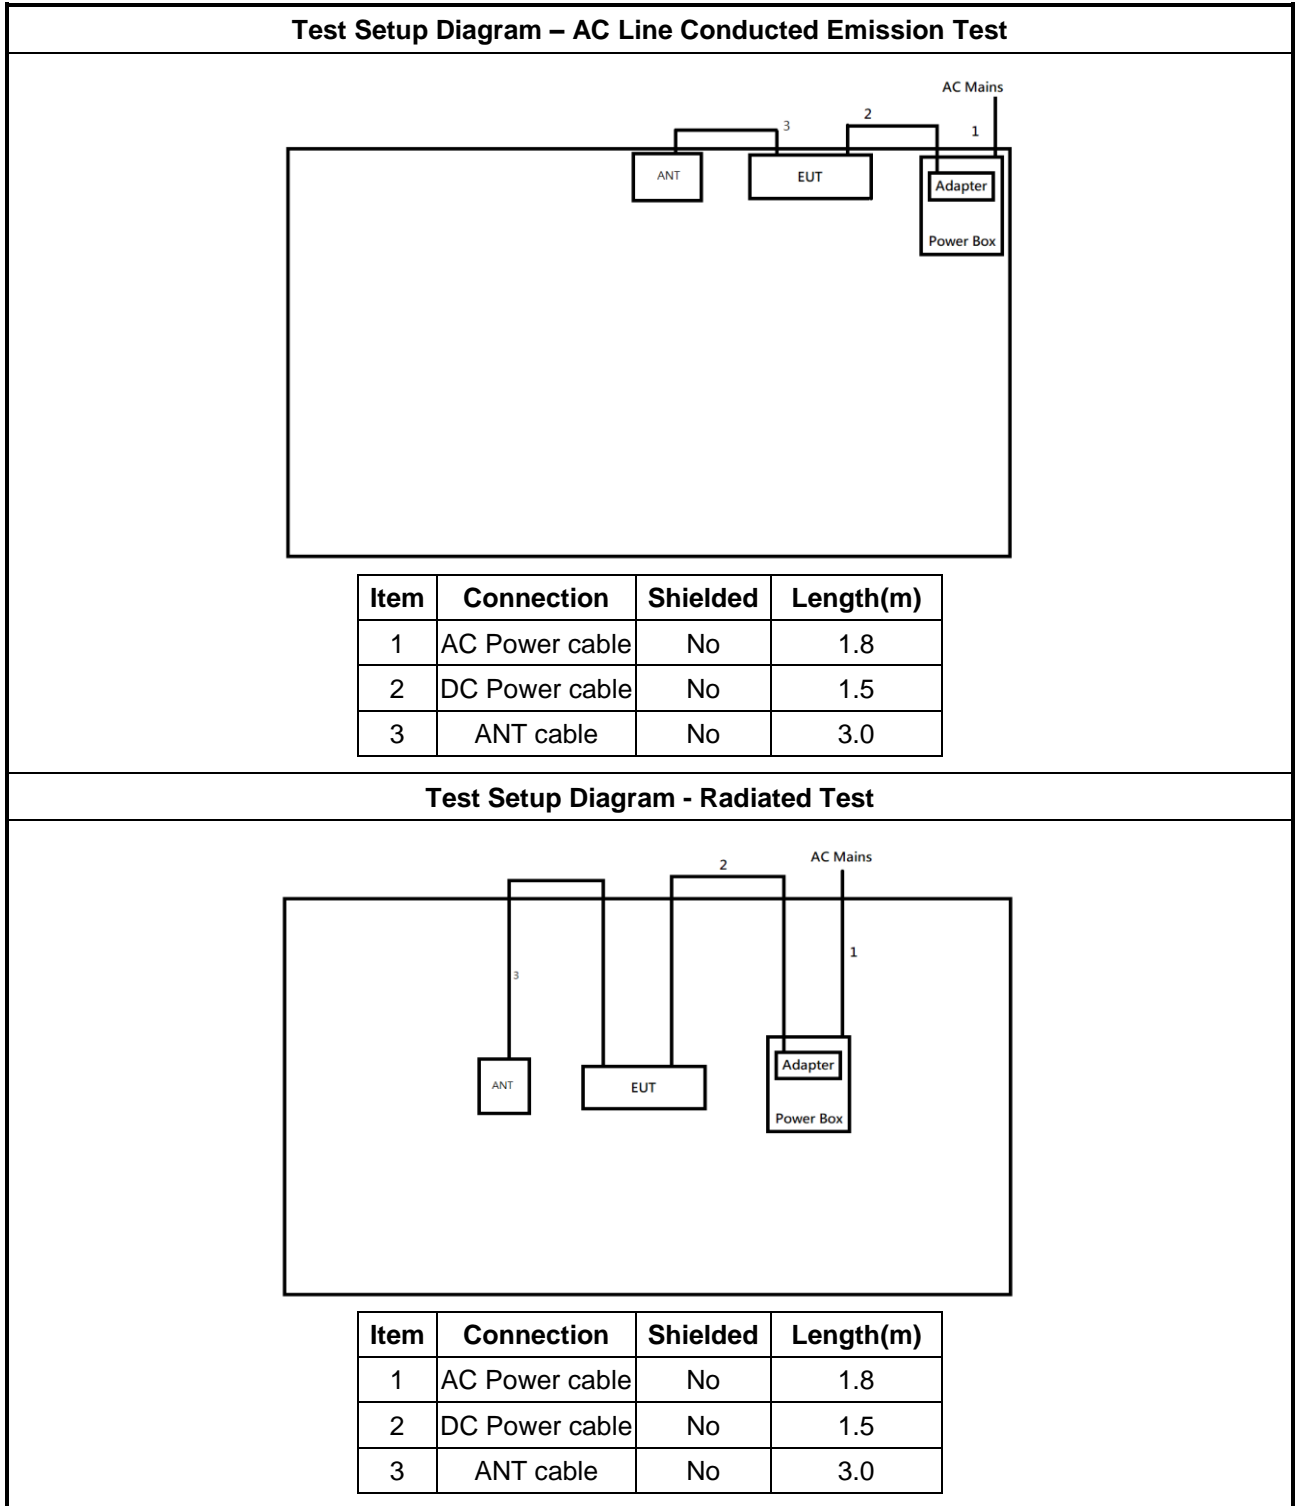 Test Setup Diagram – AC Line Conducted Emission Test
AC Mains
3
2
1
ANT
EUT
Adapter
Power Box
Item Connection Shielded Length(m)
1 AC Power cable No 1.8
2 DC Power cable No 1.5
3 ANT cable No 3.0
Test Setup Diagram - Radiated Test
2
AC Mains
1
3
ANT
EUT
Adapter
Power Box
Item Connection Shielded Length(m)
1 AC Power cable No 1.8
2 DC Power cable No 1.5
3 ANT cable No 3.0